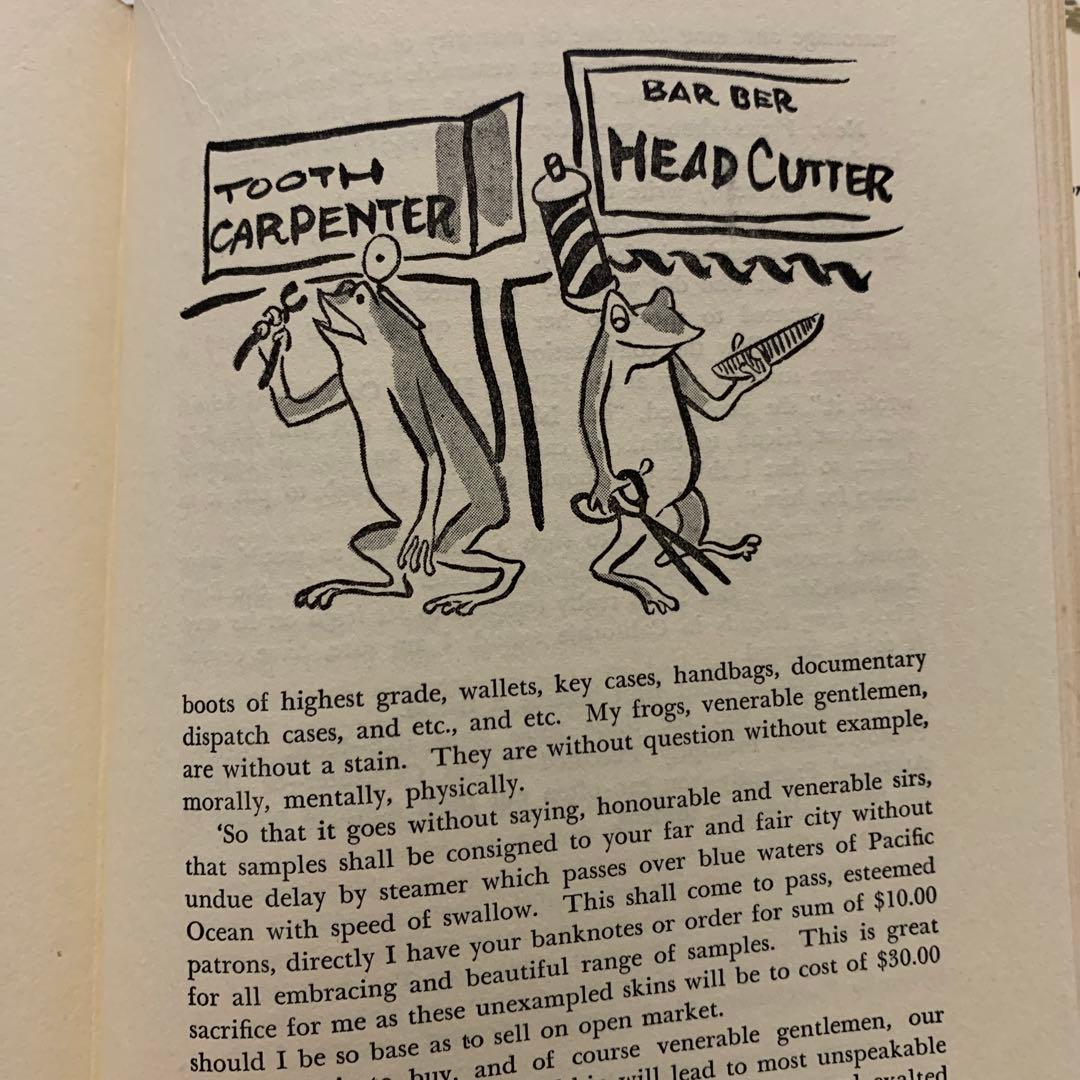 TOOTH
CARPENTER
BARBER
HEAD CUTTER
boots of highest grade, wallets, key cases, handbags, documentary
dispatch cases, and etc., and etc. My frogs, venerable gentlemen,
are without a stain. They are without question without example,
morally, mentally, physically.
‘So that it goes without saying, honourable and venerable sirs,
that samples shall be consigned to your far and fair city without
undue delay by steamer which passes over blue waters of Pacific
Ocean with speed of swallow. This shall come to pass, esteemed
patrons, directly I have your banknotes or order for sum of $10.00
for all embracing and beautiful range of samples. This is great
sacrifice for me as these unexampled skins will be to cost of $30.00
should I be so base as to sell on open market.
buy, and of course venerable gentlemen, our
will lead to most unspeakable
exalted